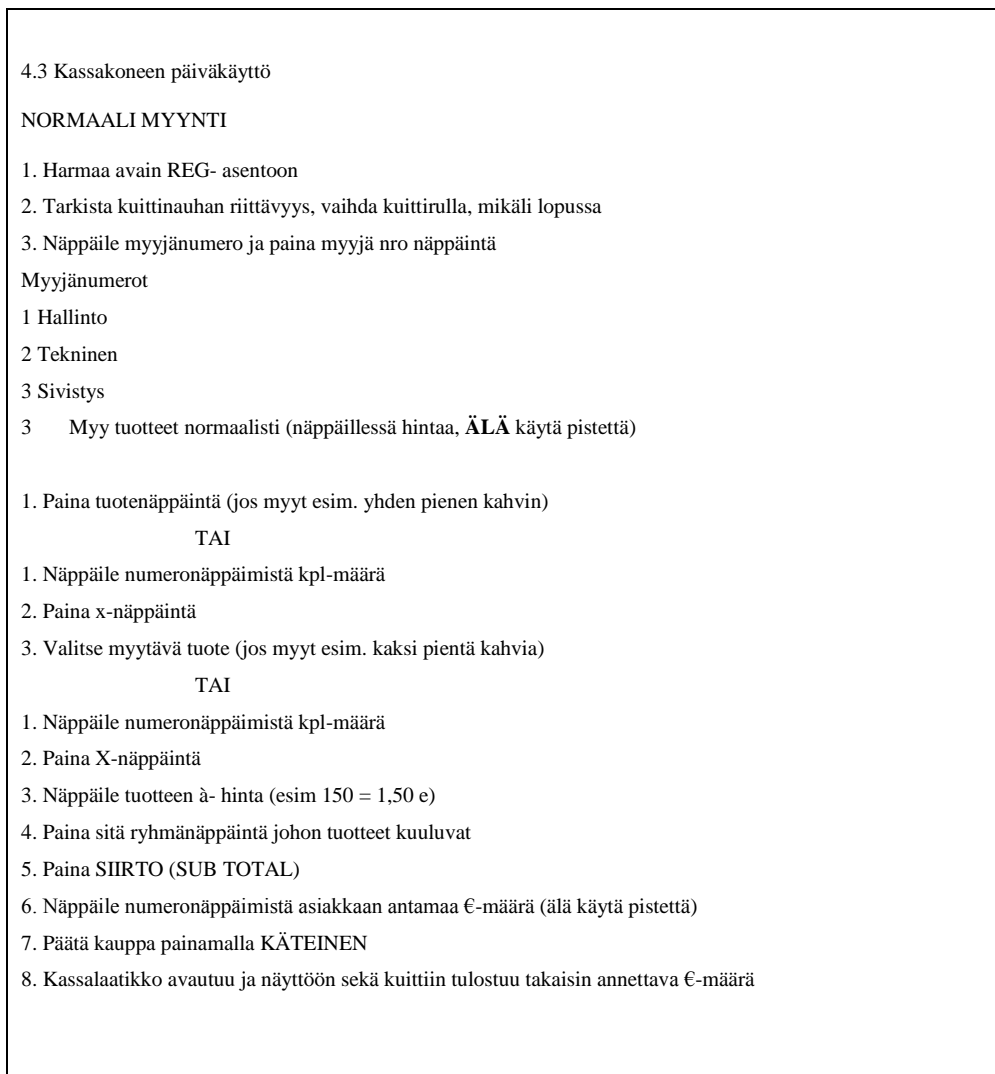 4.3 Kassakoneen päiväkäyttö
NORMAALI MYYNTI
1. Harmaa avain REG- asentoon
2. Tarkista kuittinauhan riittävyys, vaihda kuittirulla, mikäli lopussa
3. Näppäile myyjänumero ja paina myyjä nro näppäintä
Myyjänumerot
1 Hallinto
2 Tekninen
3 Sivistys
3 Myy tuotteet normaalisti (näppäillessä hintaa, ÄLÄ käytä pistettä)
1. Paina tuotenäppäintä (jos myyt esim. yhden pienen kahvin)
TAI
1. Näppäile numeronäppäimistä kpl-määrä
2. Paina x-näppäintä
3. Valitse myytävä tuote (jos myyt esim. kaksi pientä kahvia)
TAI
1. Näppäile numeronäppäimistä kpl-määrä
2. Paina X-näppäintä
3. Näppäile tuotteen à- hinta (esim 150 = 1,50 e)
4. Paina sitä ryhmänäppäintä johon tuotteet kuuluvat
5. Paina SIIRTO (SUB TOTAL)
6. Näppäile numeronäppäimistä asiakkaan antamaa €-määrä (älä käytä pistettä)
7. Päätä kauppa painamalla KÄTEINEN
8. Kassalaatikko avautuu ja näyttöön sekä kuittiin tulostuu takaisin annettava €-määrä